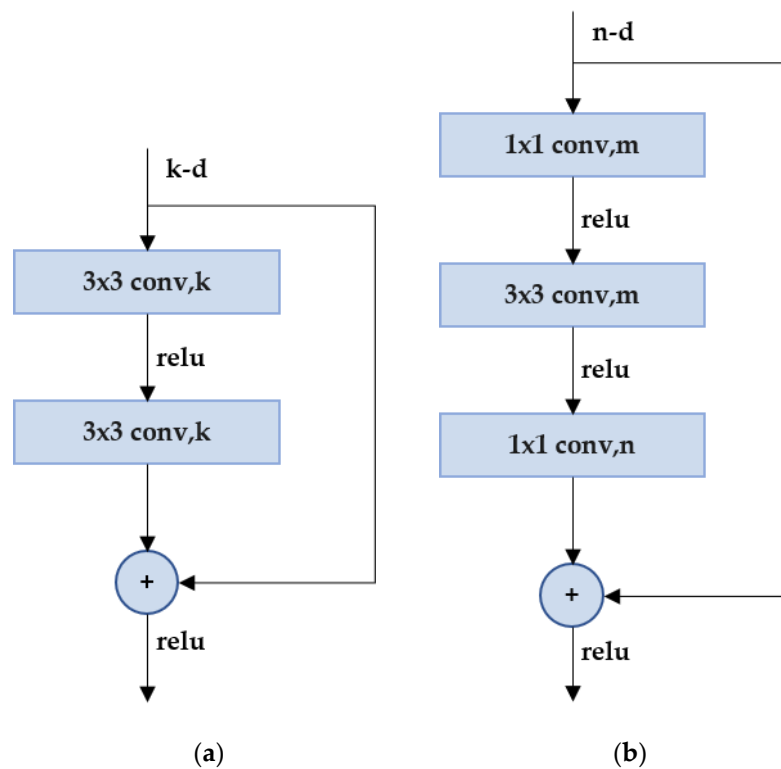 k-d
3x3 conv,k
relu
3x3 conv,k
+
relu
(a)
n-d
1x1 conv,m
relu
3x3 conv,m
relu
1x1 conv,n
+
relu
(b)